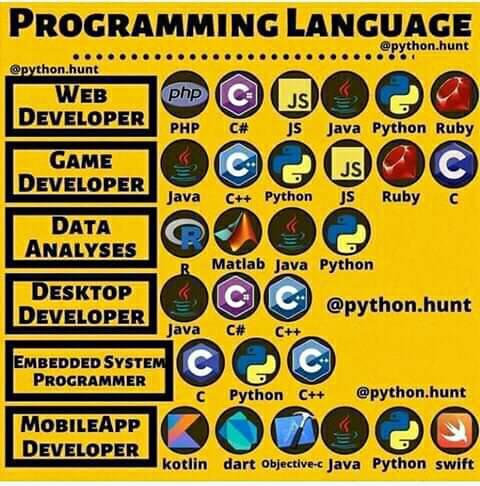 PROGRAMMING LANGUAGE
@python.hunt
@python.hunt
WEB
DEVELOPER
php
C#
JS
PHP C# JS Java Python Ruby
GAME
DEVELOPER
C++
JS
C
Java C++ Python JS Ruby C
DATA
ANALYSES
R
R Matlab Java Python
DESKTOP
DEVELOPER
C#
C++
@python.hunt
Java C# C++
EMBEDDED SYSTEM
PROGRAMMER
C
C++
C Python C++
@python.hunt
MOBILEAPP
DEVELOPER
kotlin dart Objective-c Java Python swift